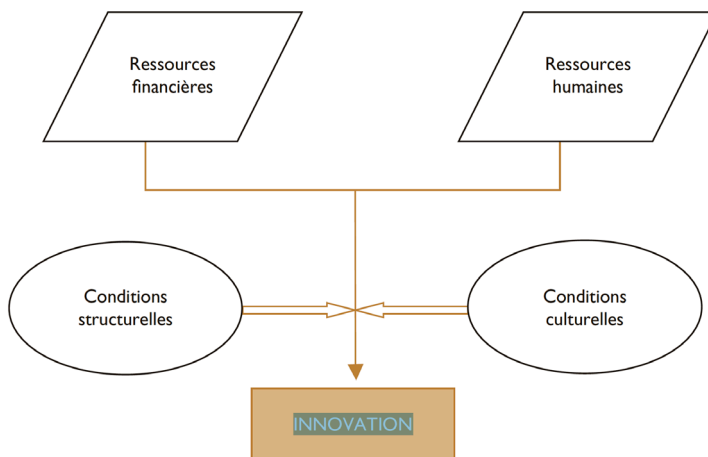 Ressources
financières
Ressources
humaines
Conditions
structurelles
Conditions
culturelles
INNOVATION